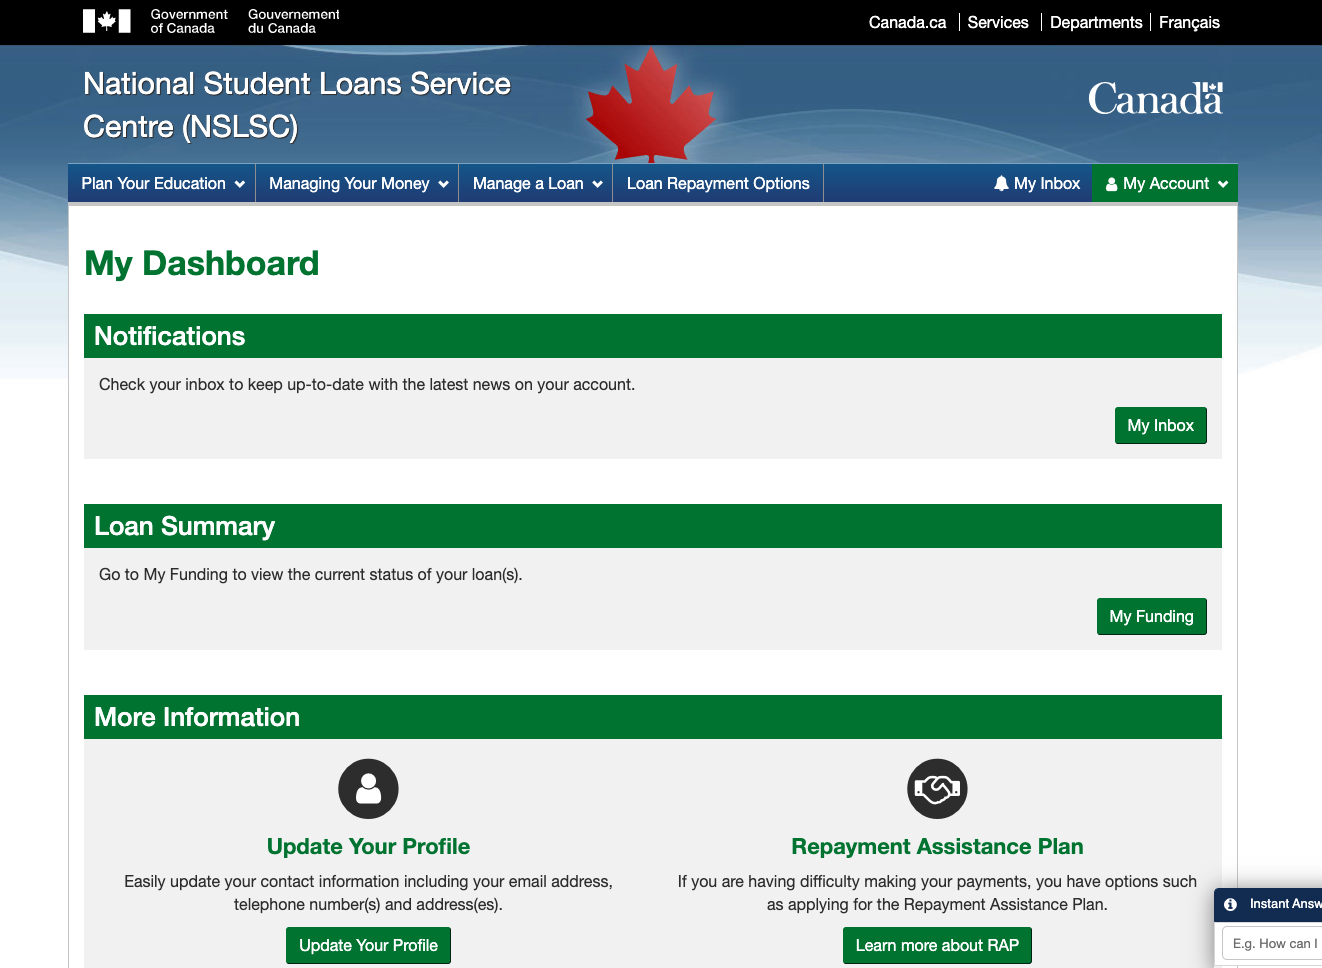 Government
of Canada
Gouvernement
du Canada
Canada.ca
Services
Departments
Français
National Student Loans Service
Centre (NSLSC)
Canada
Plan Your Education
Managing Your Money
Manage a Loan
Loan Repayment Options
My Inbox
My Account
My Dashboard
Notifications
Check your inbox to keep up-to-date with the latest news on your account.
My Inbox
Loan Summary
Go to My Funding to view the current status of your loan(s).
My Funding
More Information
Update Your Profile
Easily update your contact information including your email address,
telephone number(s) and address(es).
Update Your Profile
Repayment Assistance Plan
If you are having difficulty making your payments, you have options such
as applying for the Repayment Assistance Plan.
Learn more about RAP
Instant Answ
E.g. How can I